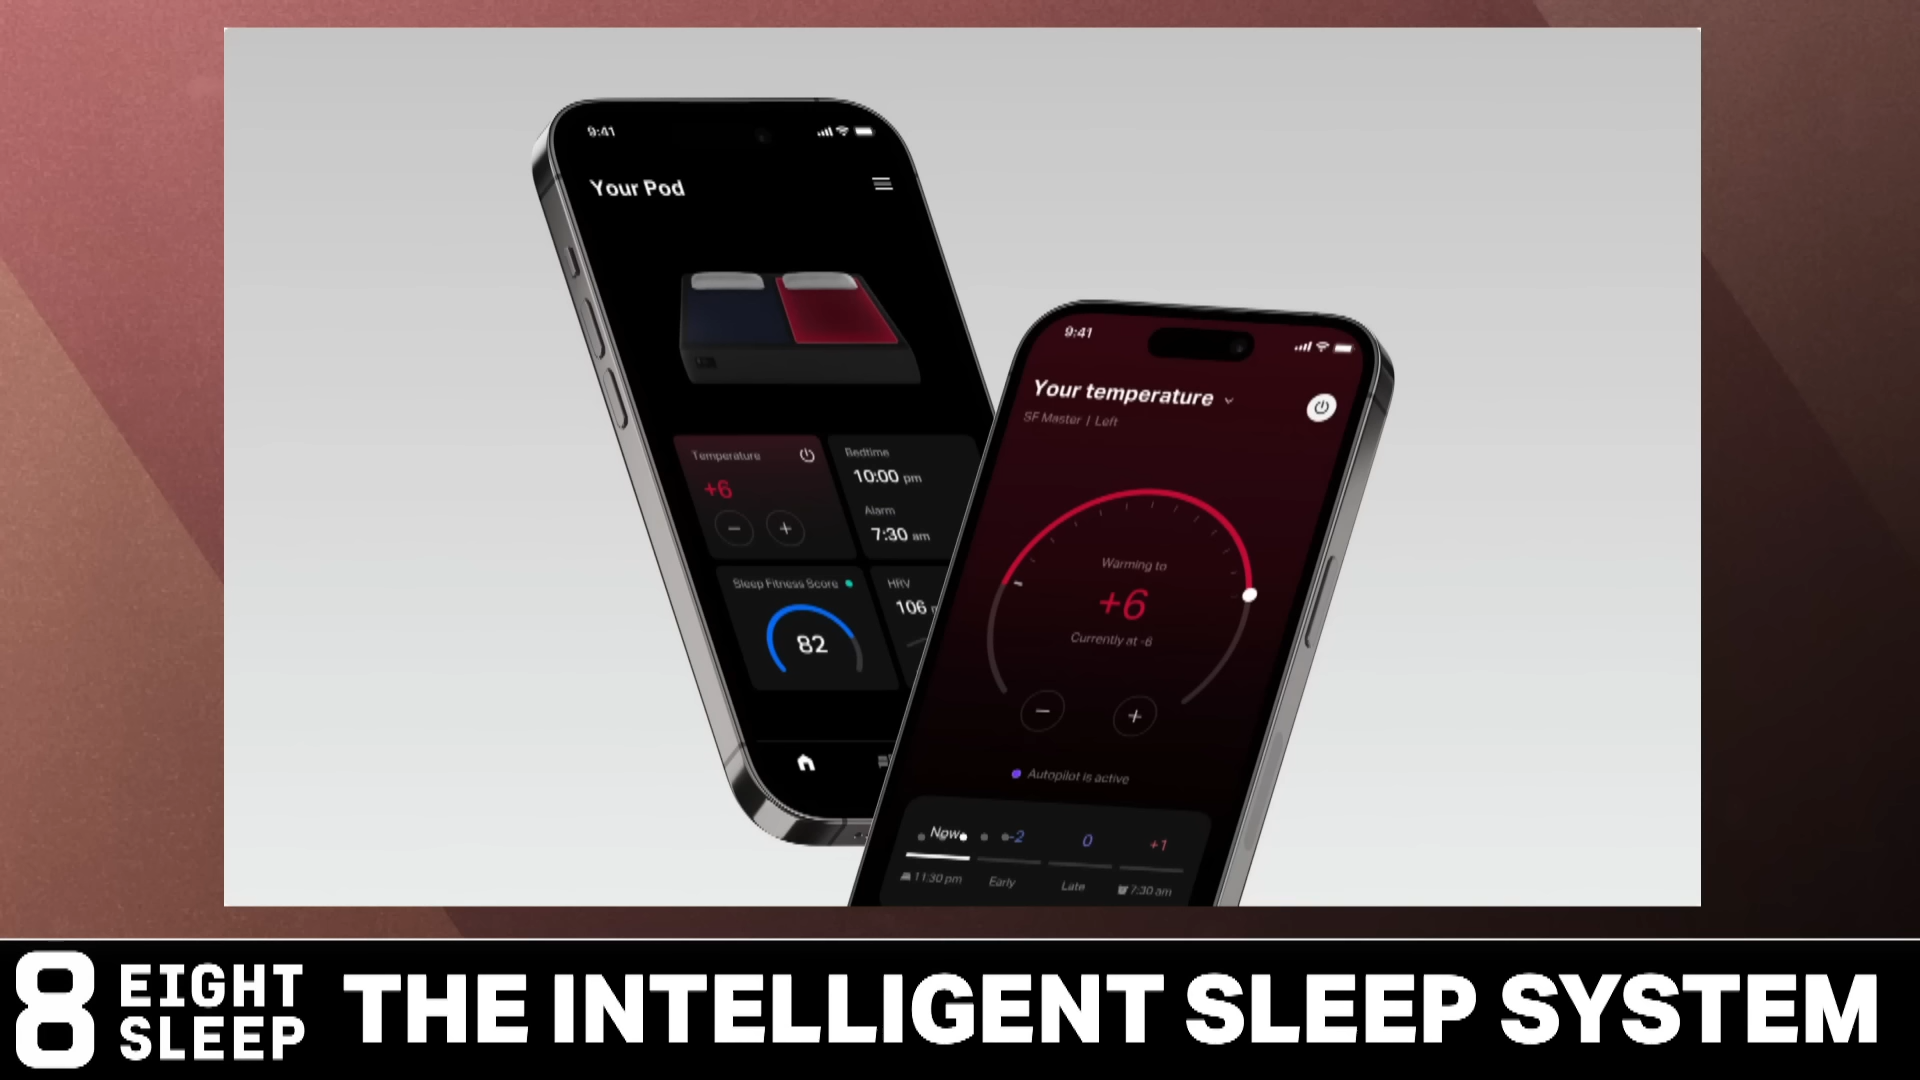 9:41
Your Pod
Temperature
+6
Bedtime
10:00 pm
Alarm
7:30 am
Sleep Fitness Score
82
HRV
106
9:41
Your temperature
SF Master | Left
Warming to
+6
Currently at -6
Autopilot is active
Now -2 0 +1
11:30 pm Early Late 7:30 am
8 EIGHT SLEEP
THE INTELLIGENT SLEEP SYSTEM